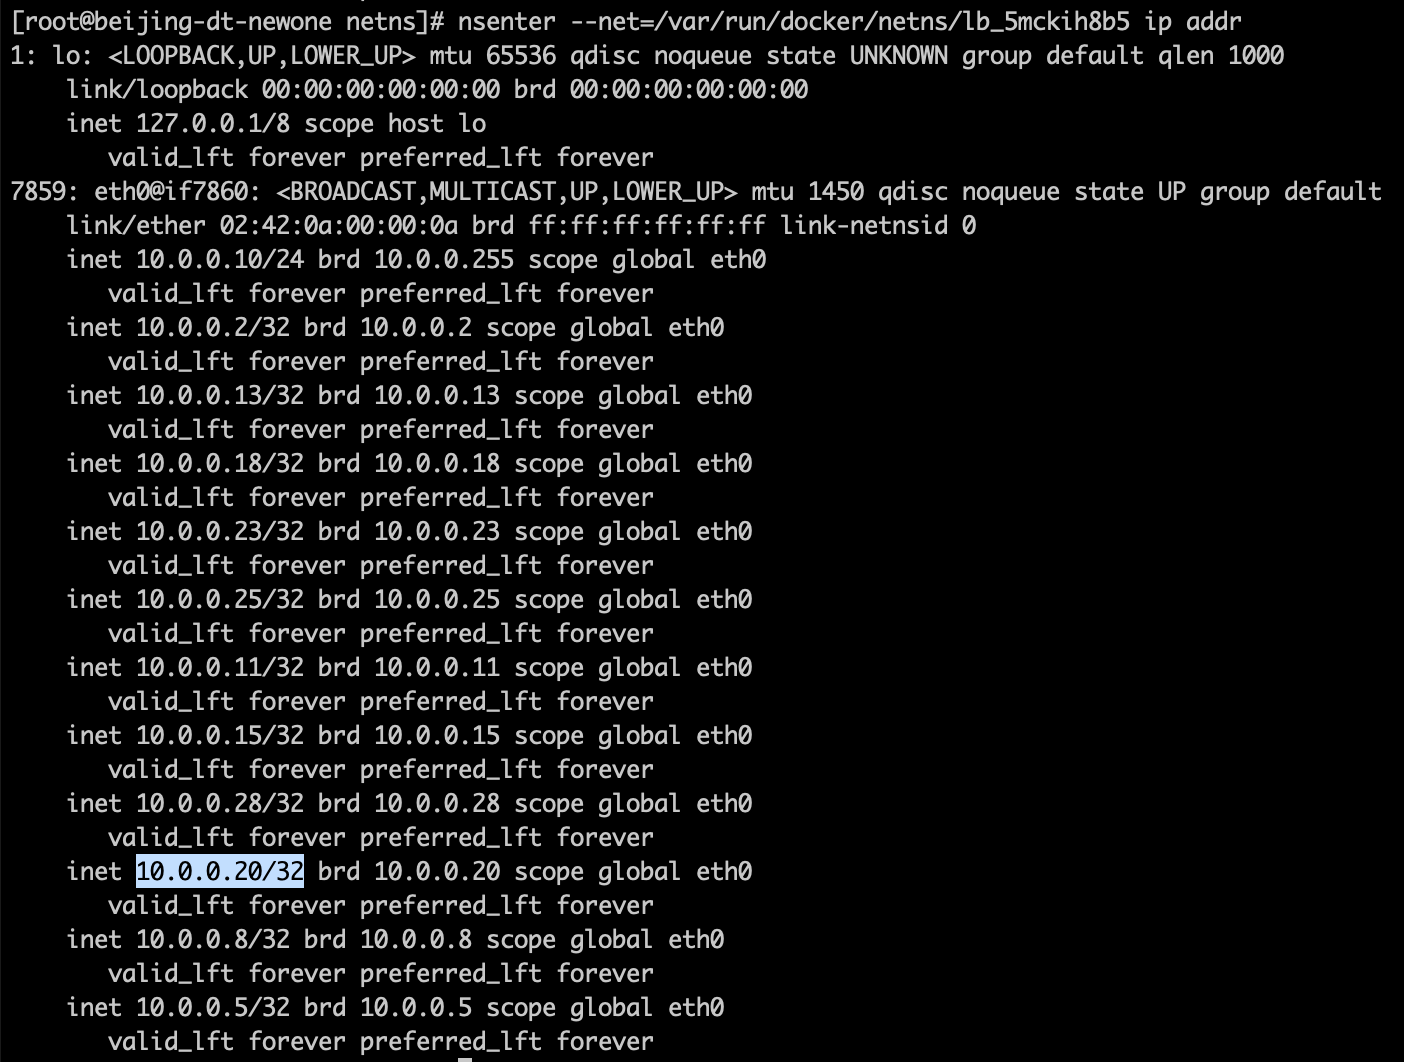 [root@beijing-dt-newone netns]# nsenter --net=/var/run/docker/netns/lb_5mckih8b5 ip addr
1: lo: <LOOPBACK,UP,LOWER_UP> mtu 65536 qdisc noqueue state UNKNOWN group default qlen 1000
    link/loopback 00:00:00:00:00:00 brd 00:00:00:00:00:00
    inet 127.0.0.1/8 scope host lo
       valid_lft forever preferred_lft forever
7859: eth0@if7860: <BROADCAST,MULTICAST,UP,LOWER_UP> mtu 1450 qdisc noqueue state UP group default
    link/ether 02:42:0a:00:00:0a brd ff:ff:ff:ff:ff:ff link-netnsid 0
    inet 10.0.0.10/24 brd 10.0.0.255 scope global eth0
       valid_lft forever preferred_lft forever
    inet 10.0.0.2/32 brd 10.0.0.2 scope global eth0
       valid_lft forever preferred_lft forever
    inet 10.0.0.13/32 brd 10.0.0.13 scope global eth0
       valid_lft forever preferred_lft forever
    inet 10.0.0.18/32 brd 10.0.0.18 scope global eth0
       valid_lft forever preferred_lft forever
    inet 10.0.0.23/32 brd 10.0.0.23 scope global eth0
       valid_lft forever preferred_lft forever
    inet 10.0.0.25/32 brd 10.0.0.25 scope global eth0
       valid_lft forever preferred_lft forever
    inet 10.0.0.11/32 brd 10.0.0.11 scope global eth0
       valid_lft forever preferred_lft forever
    inet 10.0.0.15/32 brd 10.0.0.15 scope global eth0
       valid_lft forever preferred_lft forever
    inet 10.0.0.28/32 brd 10.0.0.28 scope global eth0
       valid_lft forever preferred_lft forever
    inet 10.0.0.20/32 brd 10.0.0.20 scope global eth0
       valid_lft forever preferred_lft forever
    inet 10.0.0.8/32 brd 10.0.0.8 scope global eth0
       valid_lft forever preferred_lft forever
    inet 10.0.0.5/32 brd 10.0.0.5 scope global eth0
       valid_lft forever preferred_lft forever